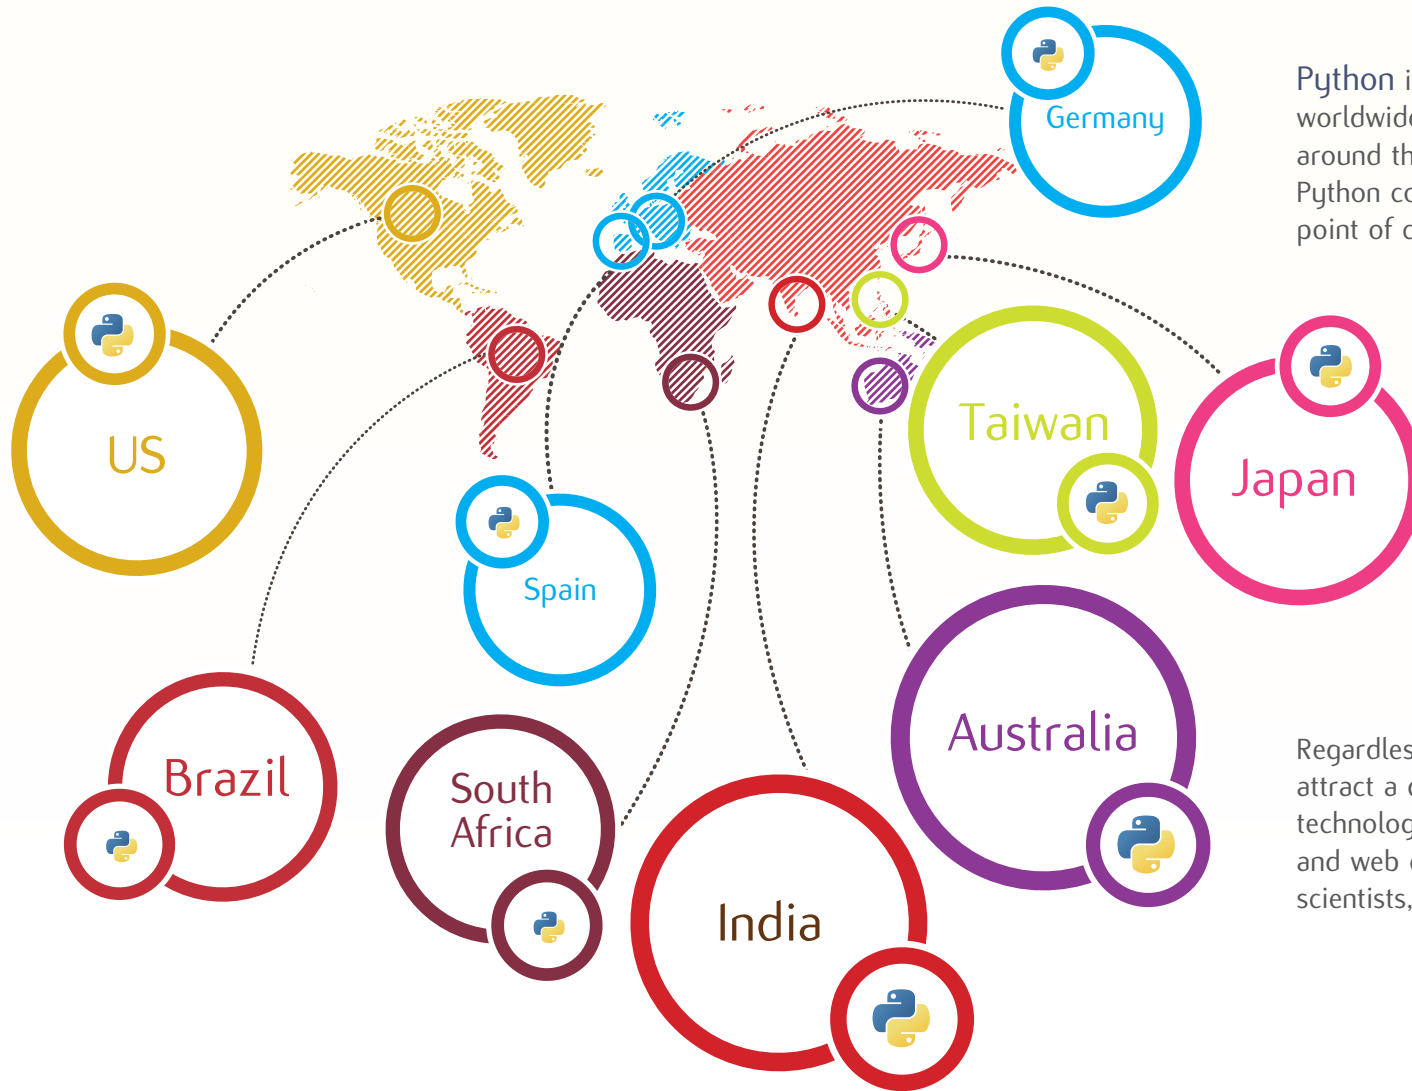 Germany
Python i
worldwide
around th
Python co
point of c
US
Taiwan
Japan
Spain
Brazil
South
Africa
Australia
India
Regardles
attract a
technolog
and web
scientists,